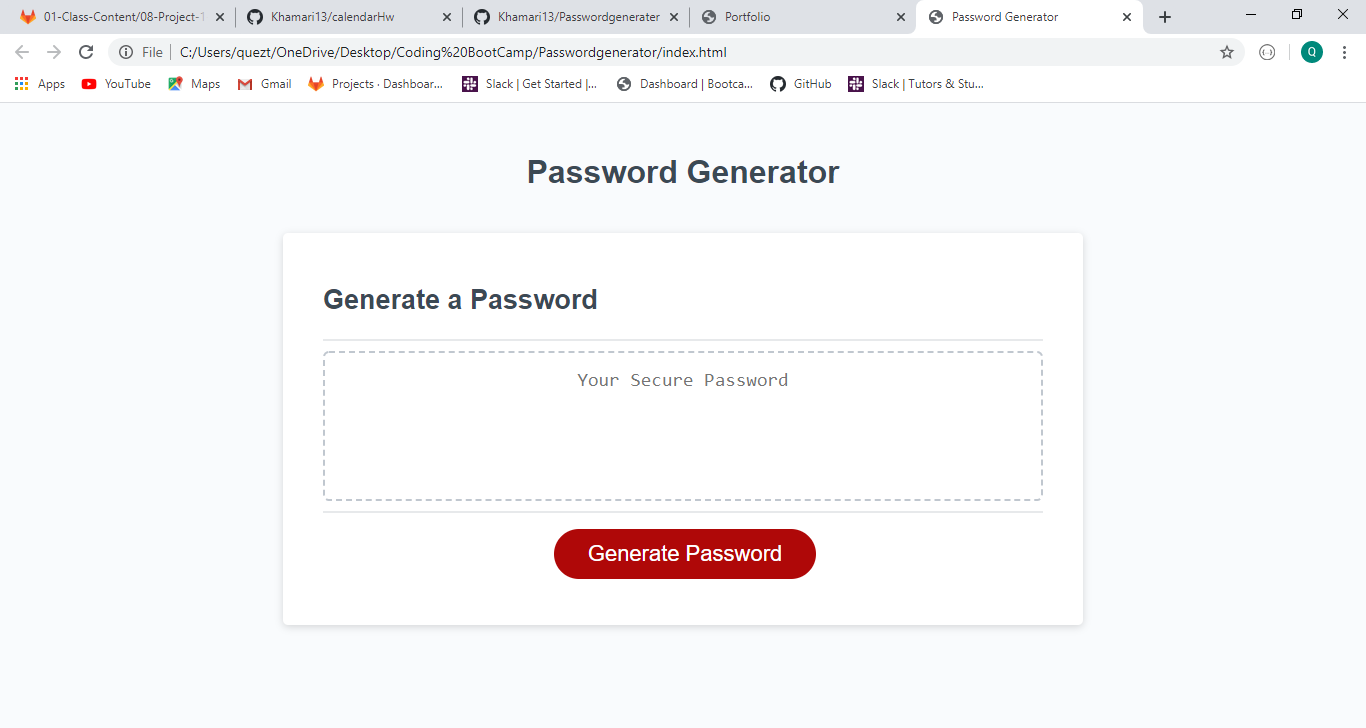 01-Class-Content/08-Project-1
Khamari13/calendarHw
Khamari13/Passwordgenerater
Portfolio
Password Generator
File
C:/Users/quezt/OneDrive/Desktop/Coding%20BootCamp/Passwordgenerator/index.html
Q
Apps
YouTube
Maps
Gmail
Projects · Dashboar...
Slack | Get Started |...
Dashboard | Bootca...
GitHub
Slack | Tutors & Stu...
Password Generator
Generate a Password
Your Secure Password
Generate Password